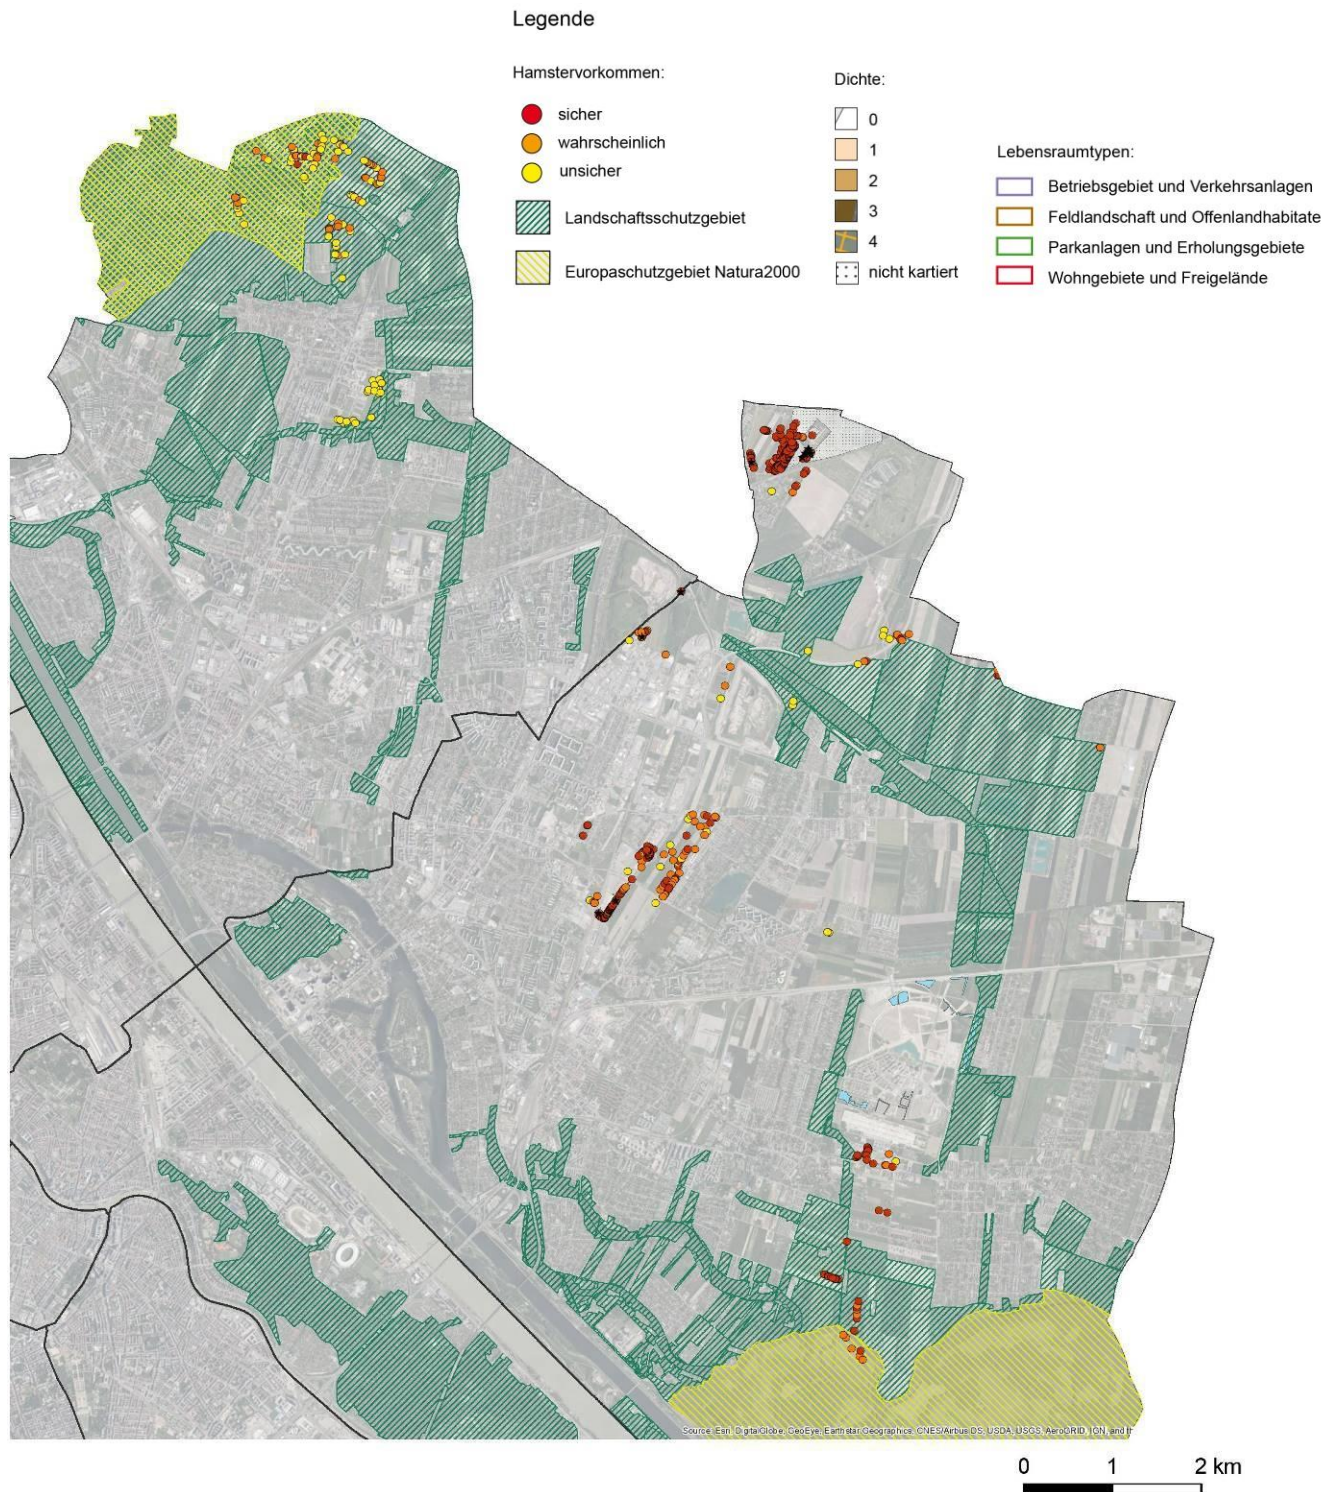 Legende
Hamstervorkommen:
sicher
wahrscheinlich
unsicher
Landschaftsschutzgebiet
Europaschutzgebiet Natura2000
Dichte:
0
1
2
3
4
nicht kartiert
Lebensraumtypen:
Betriebsgebiet und Verkehrsanlagen
Feldlandschaft und Offenlandhabitate
Parkanlagen und Erholungsgebiete
Wohngebiete und Freigelände
Source: Esri, DigitalGlobe, GeoEye, Earthstar Geographics, CNES/Airbus DS, USDA, USGS, AeroGRID, IGN, and th
0 1 2 km